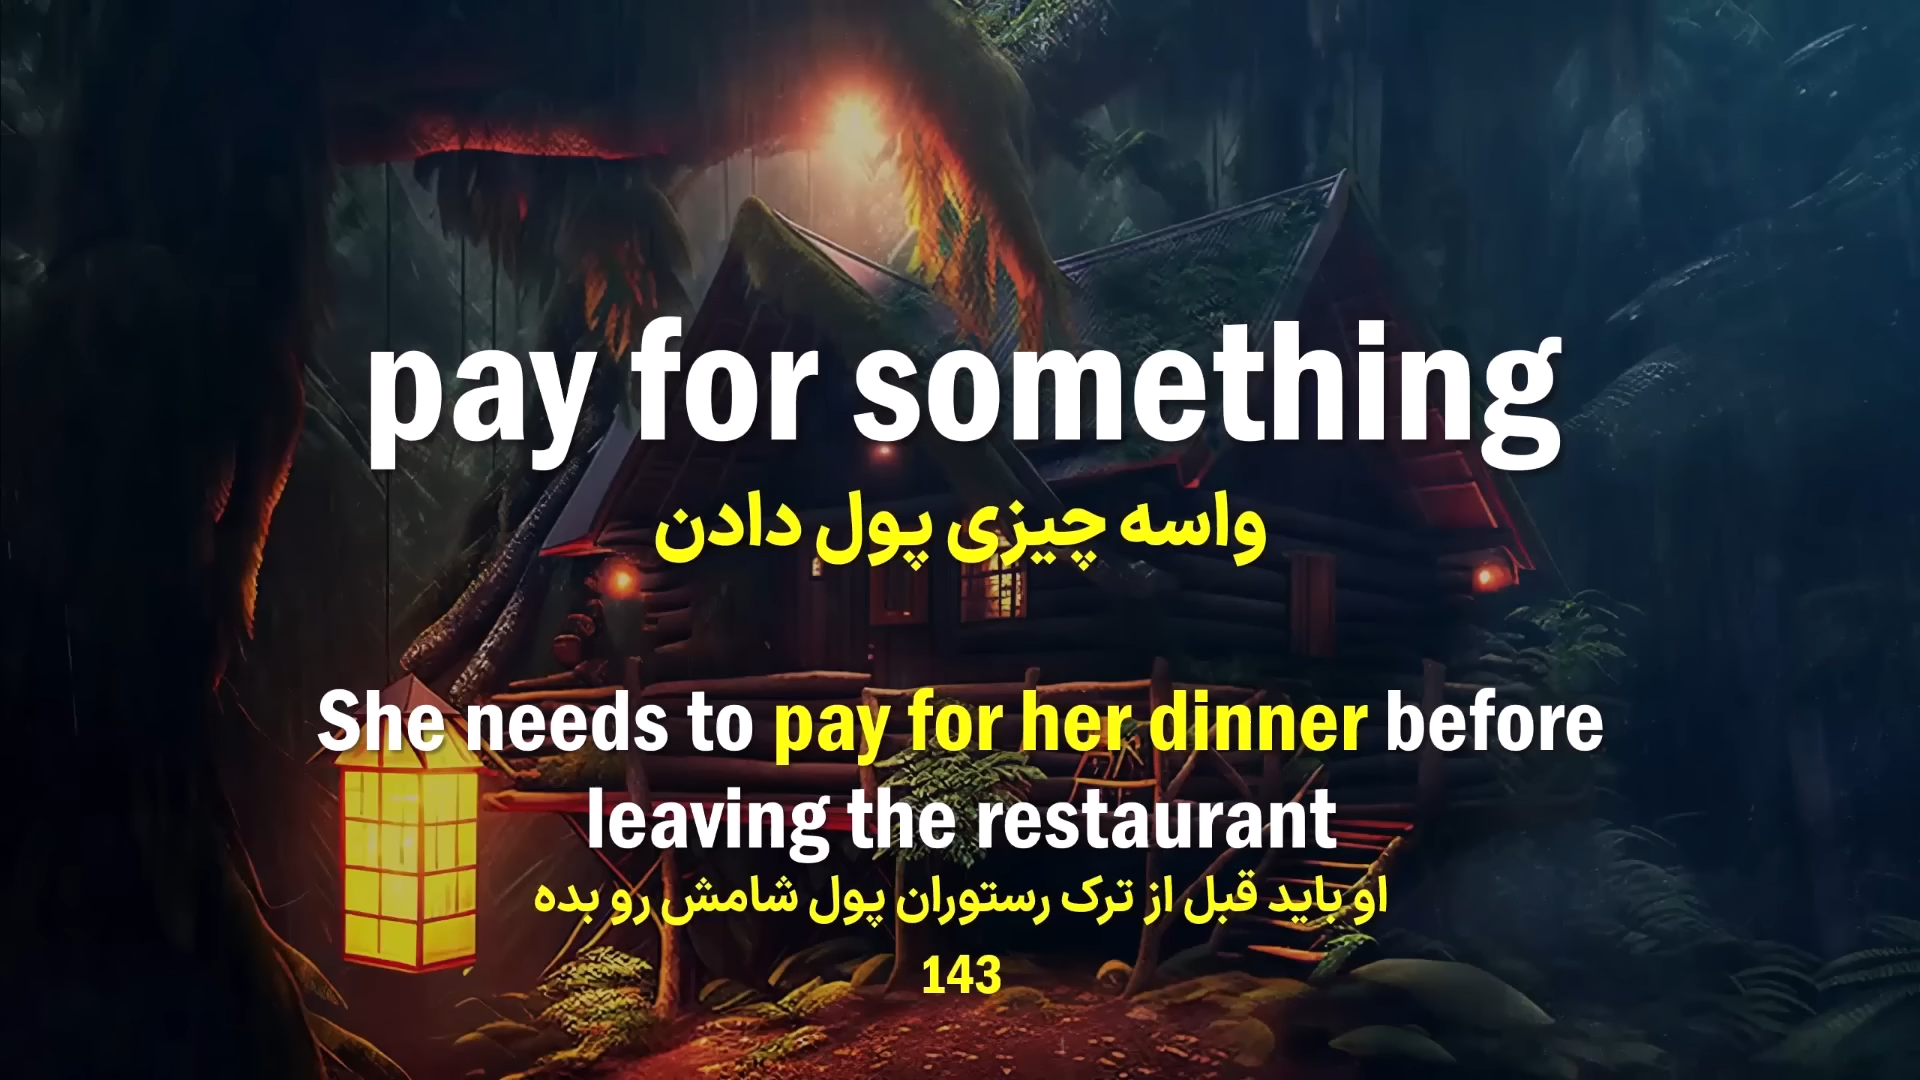 pay for something
واسه چیزی پول دادن
She needs to pay for her dinner before
leaving the restaurant
او باید قبل از ترک رستوران پول شامش رو بده
143